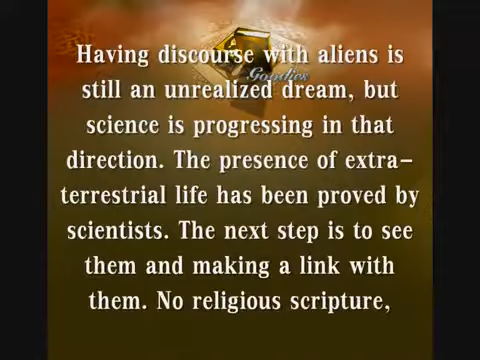 Having discourse with aliens is
Goodies
still an unrealized dream, but
science is progressing in that
direction. The presence of extra-
terrestrial life has been proved by
scientists. The next step is to see
them and making a link with
them. No religious scripture,